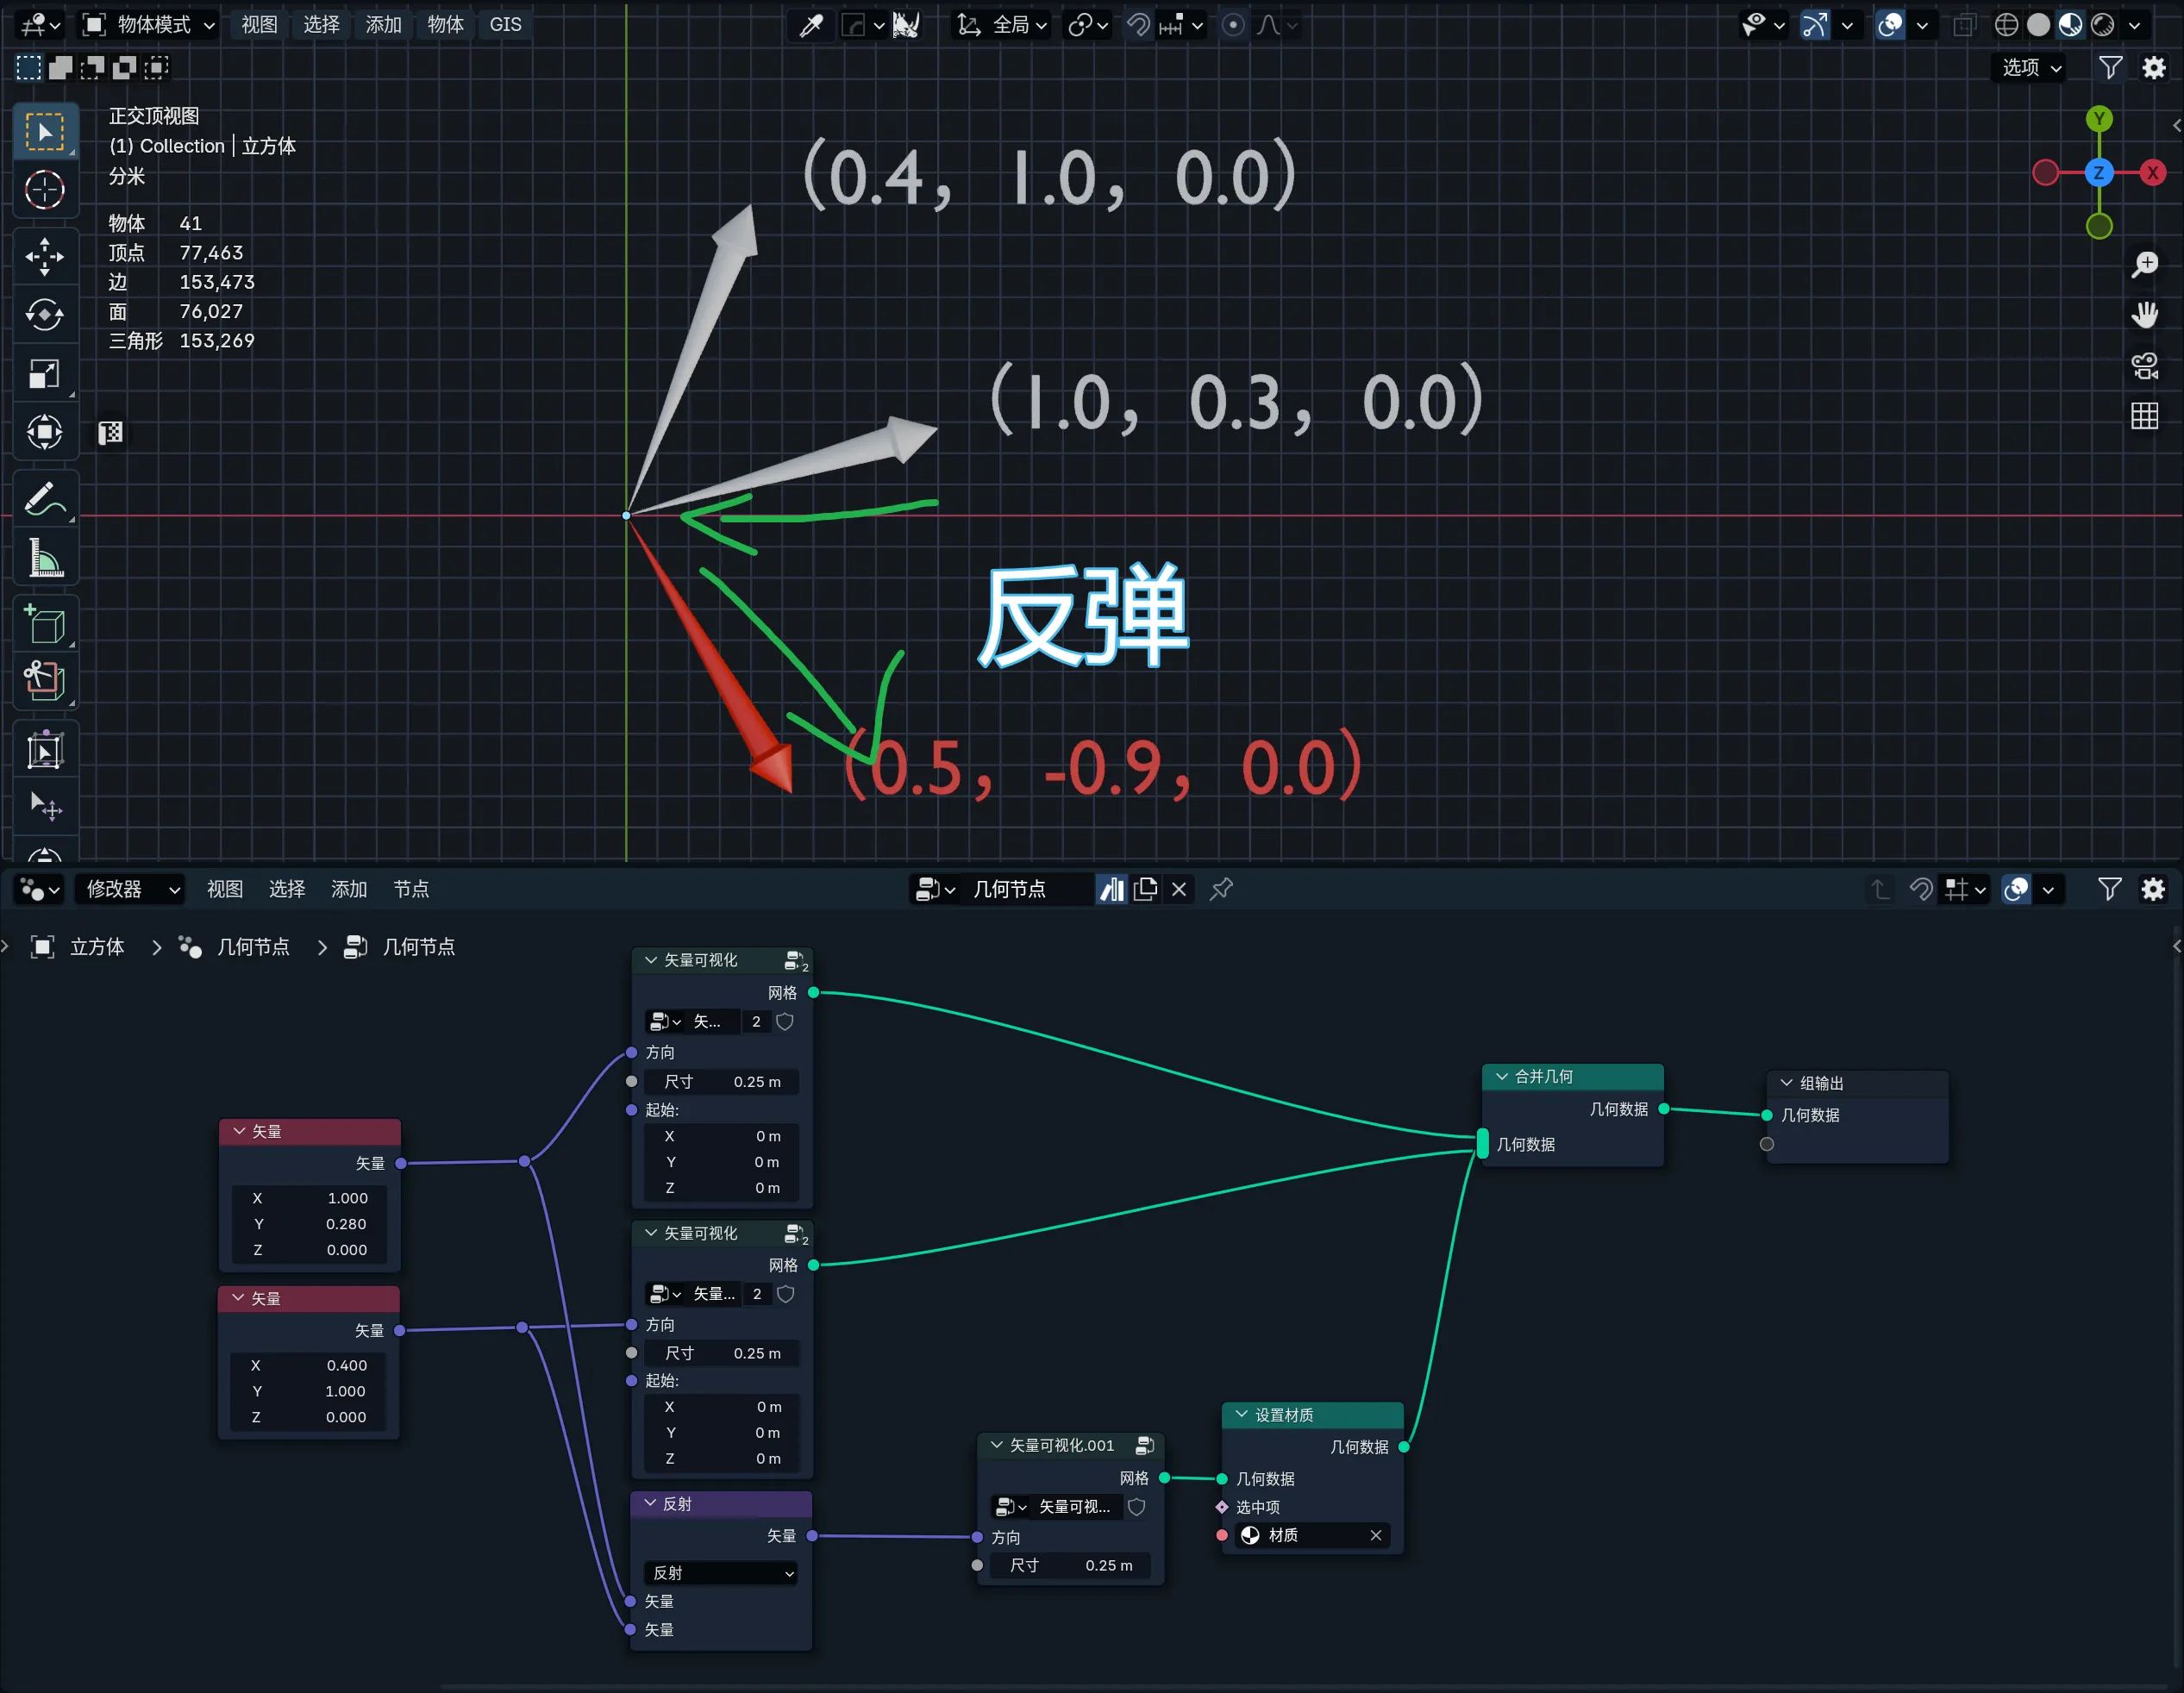 物体模式 视图 选择 添加 物体 GIS 全局
选项
正交顶视图
(1) Collection | 立方体
分米
物体 41
顶点 77,463
边 153,473
面 76,027
三角形 153,269
Y
Z
X
(0.4, 1.0, 0.0)
(1.0, 0.3, 0.0)
反弹
(0.5, -0.9, 0.0)
修改器 视图 选择 添加 节点 几何节点
立方体 几何节点 几何节点
矢量
矢量
X 1.000
Y 0.280
Z 0.000
矢量
矢量
X 0.400
Y 1.000
Z 0.000
矢量可视化 2
网格
矢... 2
方向
尺寸 0.25 m
起始:
X 0 m
Y 0 m
Z 0 m
矢量可视化 2
网格
矢量... 2
方向
尺寸 0.25 m
起始:
X 0 m
Y 0 m
Z 0 m
反射
矢量
反射
矢量
矢量
矢量可视化.001
网格
矢量可视...
方向
尺寸 0.25 m
设置材质
几何数据
几何数据
选中项
材质
合并几何
几何数据
几何数据
组输出
几何数据